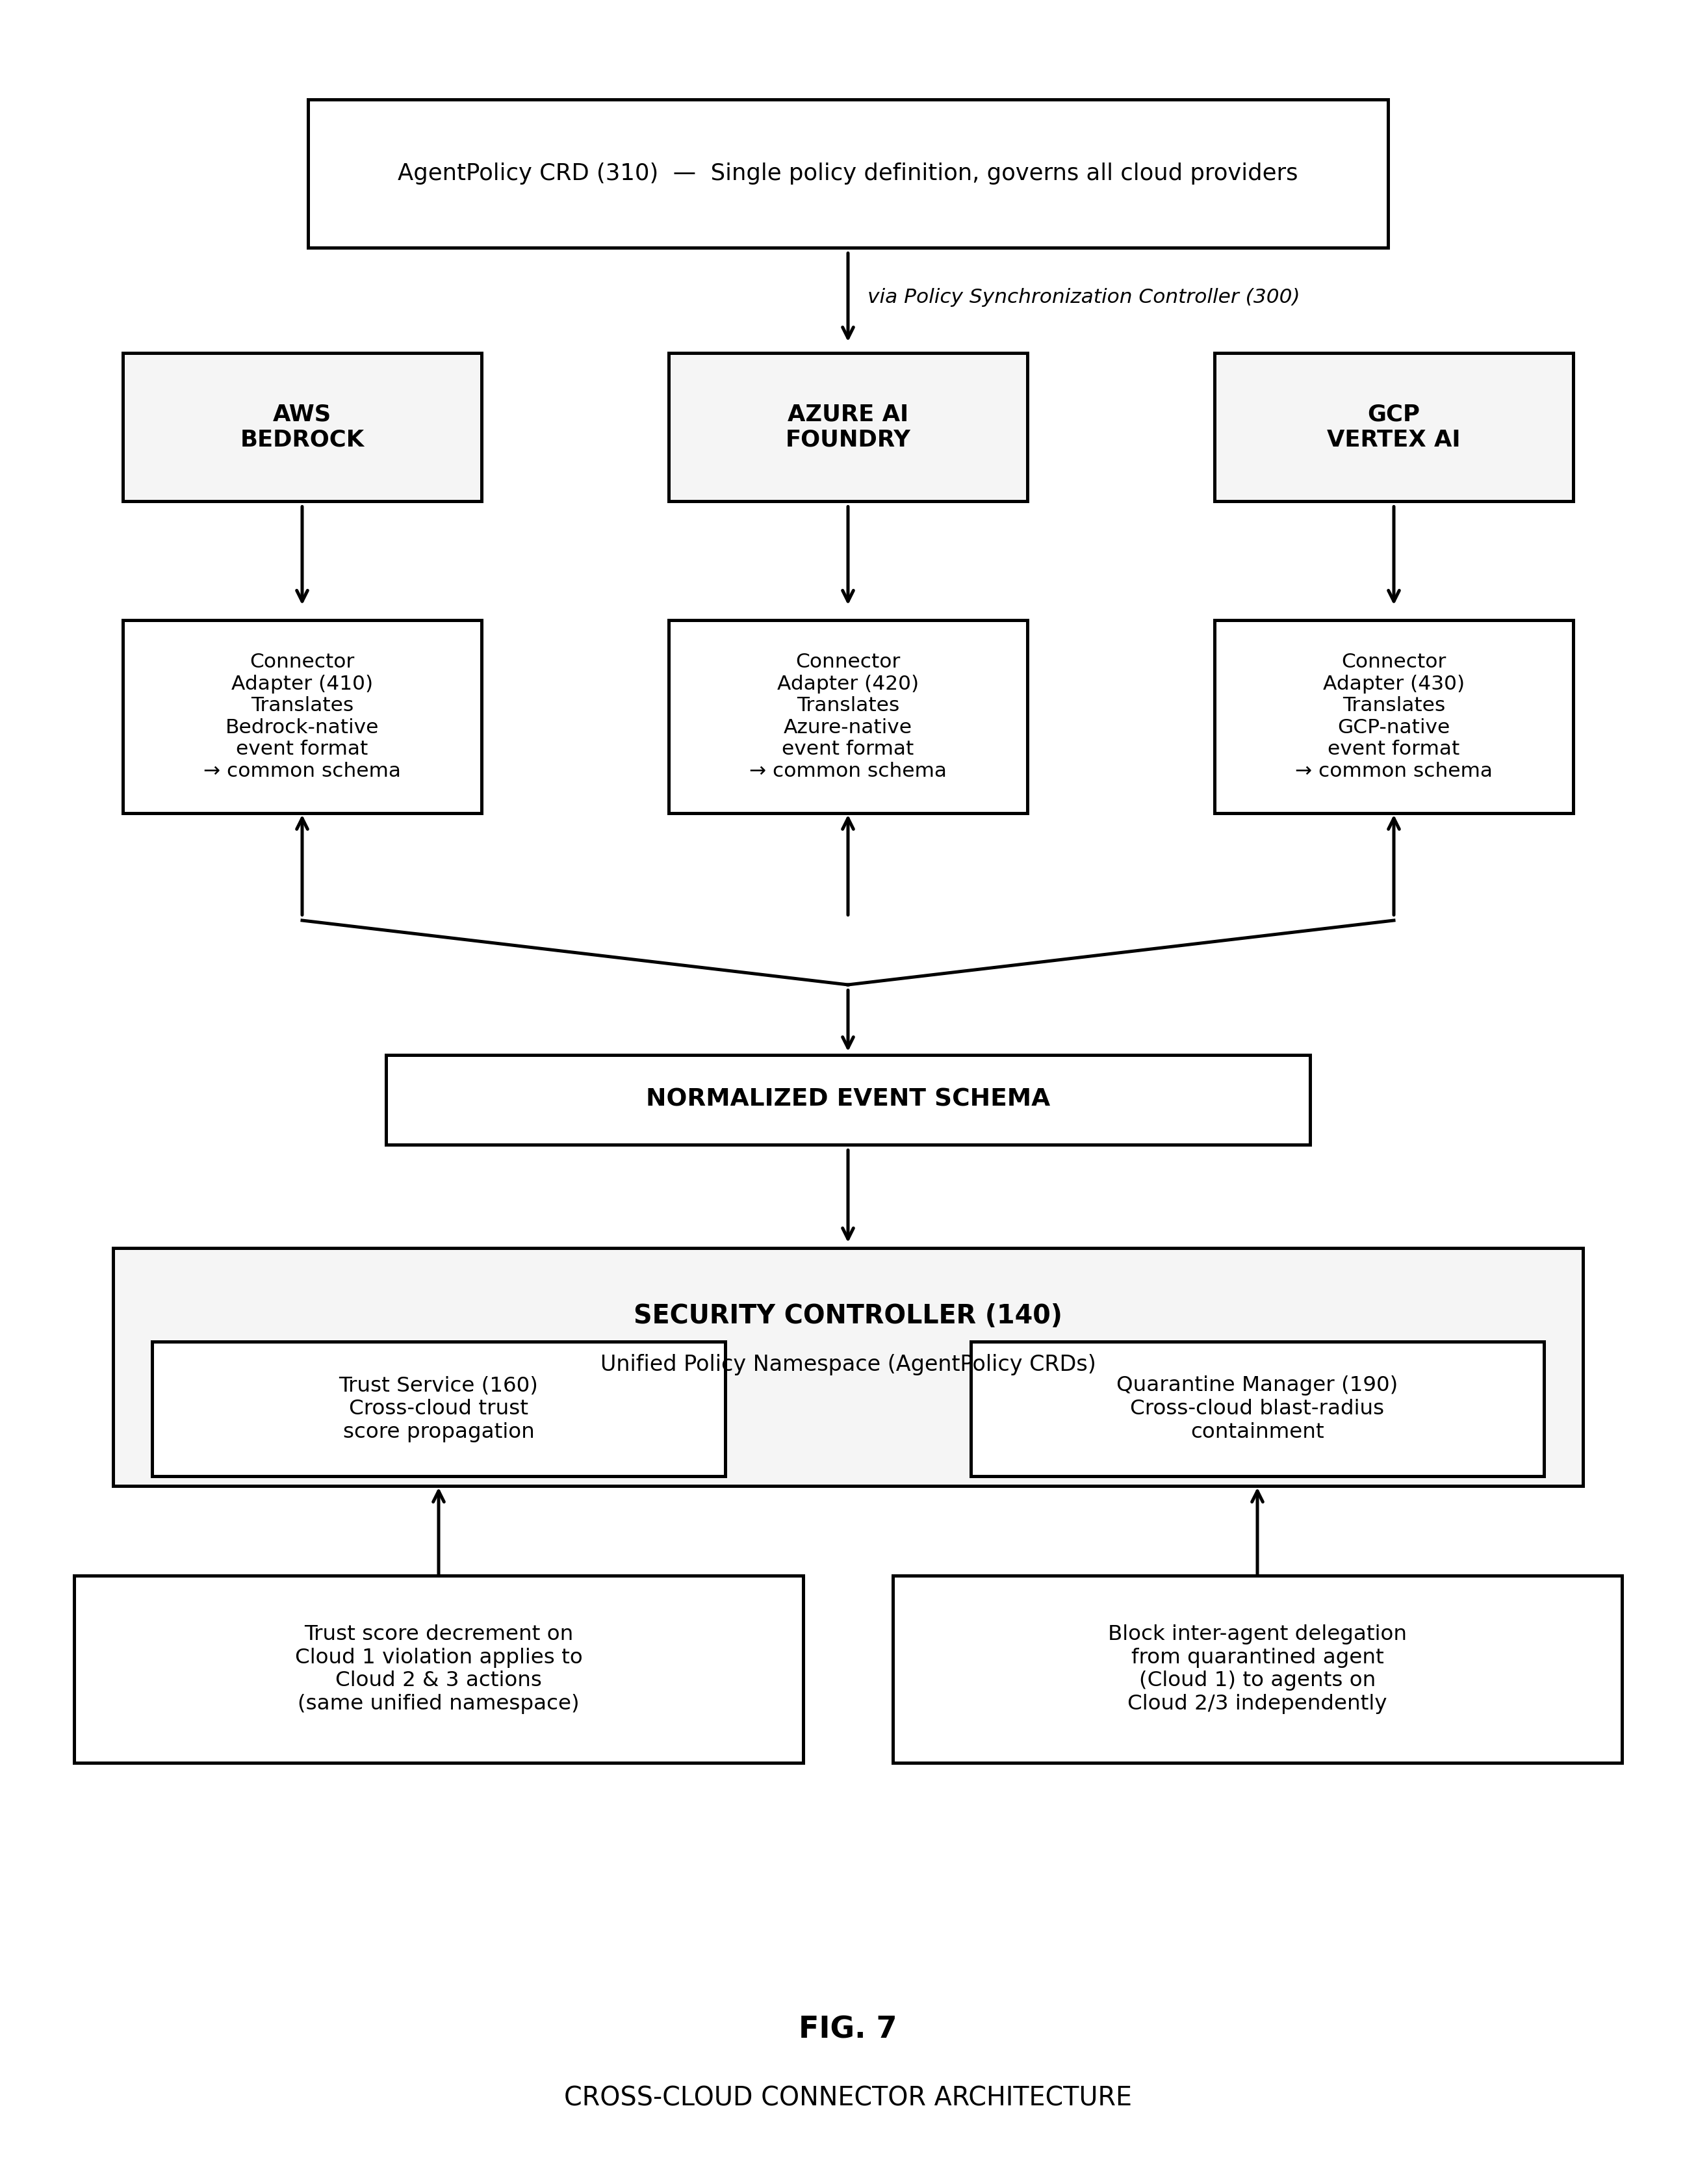 AgentPolicy CRD (310) — Single policy definition, governs all cloud providers
via Policy Synchronization Controller (300)
AWS
BEDROCK
AZURE AI
FOUNDRY
GCP
VERTEX AI
Connector
Adapter (410)
Translates
Bedrock-native
event format
→ common schema
Connector
Adapter (420)
Translates
Azure-native
event format
→ common schema
Connector
Adapter (430)
Translates
GCP-native
event format
→ common schema
NORMALIZED EVENT SCHEMA
SECURITY CONTROLLER (140)
Unified Policy Namespace (AgentPolicy CRDs)
Trust Service (160)
Cross-cloud trust
score propagation
Quarantine Manager (190)
Cross-cloud blast-radius
containment
Trust score decrement on
Cloud 1 violation applies to
Cloud 2 & 3 actions
(same unified namespace)
Block inter-agent delegation
from quarantined agent
(Cloud 1) to agents on
Cloud 2/3 independently
FIG. 7
CROSS-CLOUD CONNECTOR ARCHITECTURE